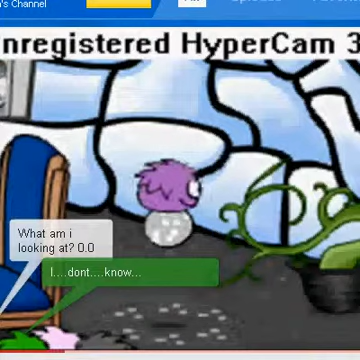 's Channel
nregistered HyperCam 3
What am i
looking at? 0.0
I....dont....know...